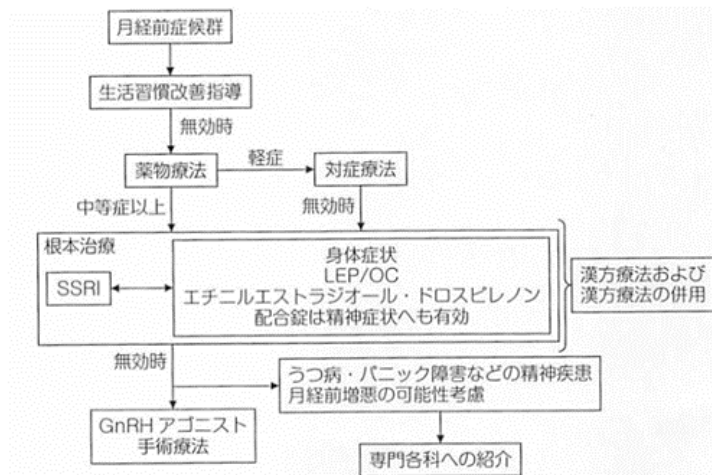 月経前症候群
生活習慣改善指導
無効時
薬物療法
軽症
対症療法
中等症以上
無効時
根本治療
SSRI
身体症状
LEP/OC
エチニルエストラジオール・ドロスピレノン
配合錠は精神症状へも有効
漢方療法および
漢方療法の併用
無効時
うつ病・パニック障害などの精神疾患
月経前増悪の可能性考慮
GnRH アゴニスト
手術療法
専門各科への紹介